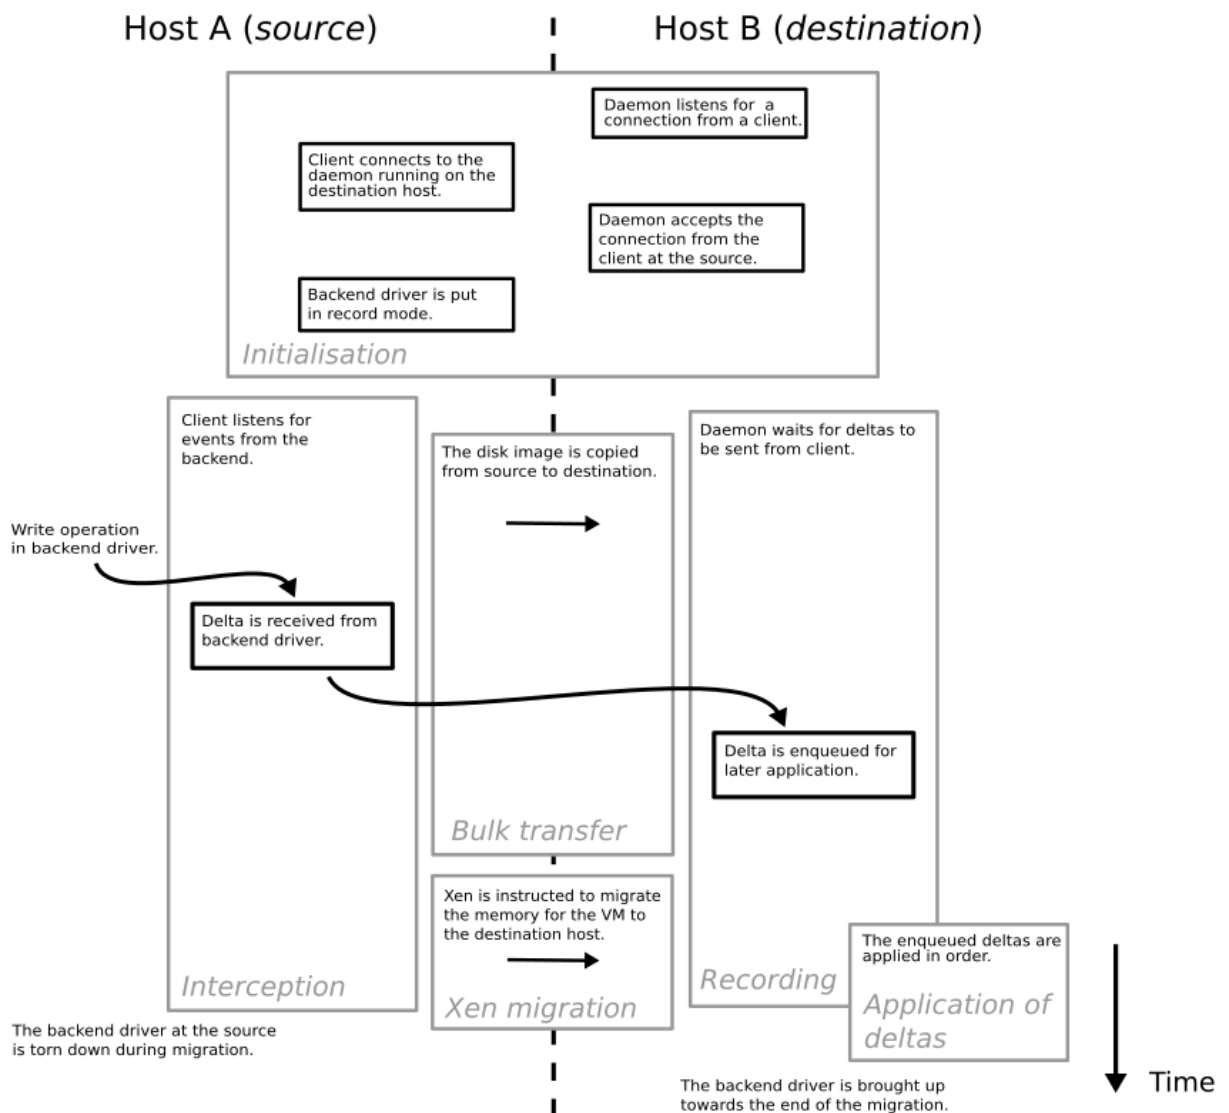 Host A (source)
Host B (destination)
Daemon listens for a
connection from a client.
Client connects to the
daemon running on the
destination host.
Daemon accepts the
connection from the
client at the source.
Backend driver is put
in record mode.
Initialisation
Client listens for
events from the
backend.
The disk image is copied
from source to destination.
Daemon waits for deltas to
be sent from client.
Write operation
in backend driver.
Delta is received from
backend driver.
Delta is enqueued for
later application.
Bulk transfer
Xen is instructed to migrate
the memory for the VM to
the destination host.
The enqueued deltas are
applied in order.
Interception
Xen migration
Recording
Application of
deltas
The backend driver at the source
is torn down during migration.
The backend driver is brought up
towards the end of the migration.
Time